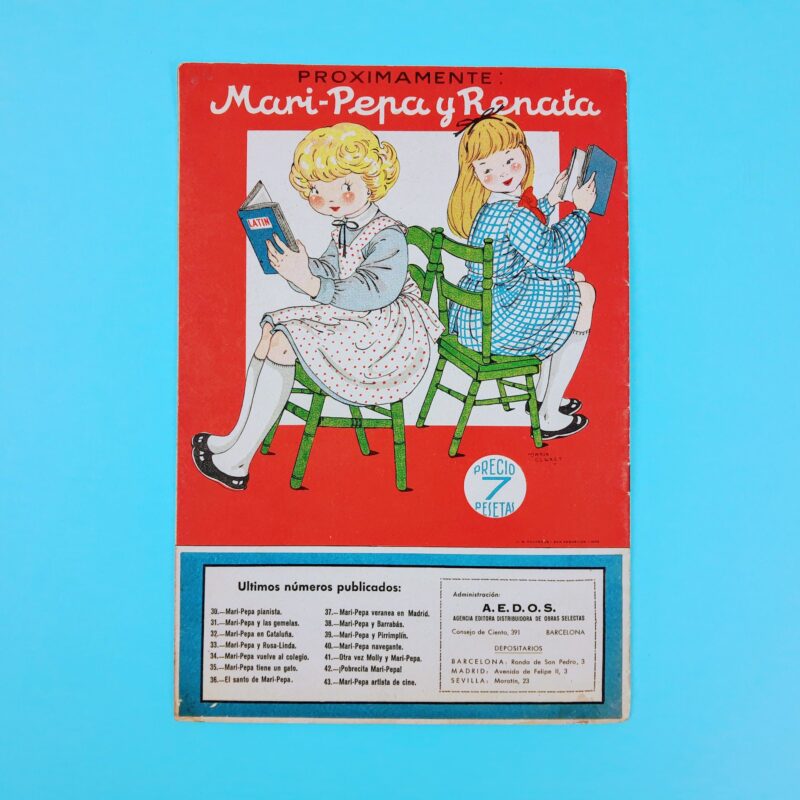 PROXIMAMENTE:
Mari-Pepa y Renata
LATIN
MARIA
CLARET
PRECIO
7
PESETAS
Ultimos números publicados:
30.—Mari-Pepa pianista.
31.—Mari-Pepa y las gemelas.
32.—Mari-Pepa en Cataluña.
33.—Mari-Pepa y Rosa-Linda.
34.—Mari-Pepa vuelve al colegio.
35.—Mari-Pepa tiene un gato.
36.—El santo de Mari-Pepa.
37.—Mari-Pepa veranea en Madrid.
38.—Mari-Pepa y Barrabás.
39.—Mari-Pepa y Pirrimplín.
40.—Mari-Pepa navegante.
41.—Otra vez Molly y Mari-Pepa.
42.—¡Pobrecita Mari-Pepa!
43.—Mari-Pepa artista de cine.
Administración:
A.E.D.O.S.
AGENCIA EDITORA DISTRIBUIDORA DE OBRAS SELECTAS
Consejo de Ciento, 391 BARCELONA
DEPOSITARIOS
BARCELONA: Ronda de San Pedro, 3
MADRID: Avenida de Felipe II, 3
SEVILLA: Moratín, 23